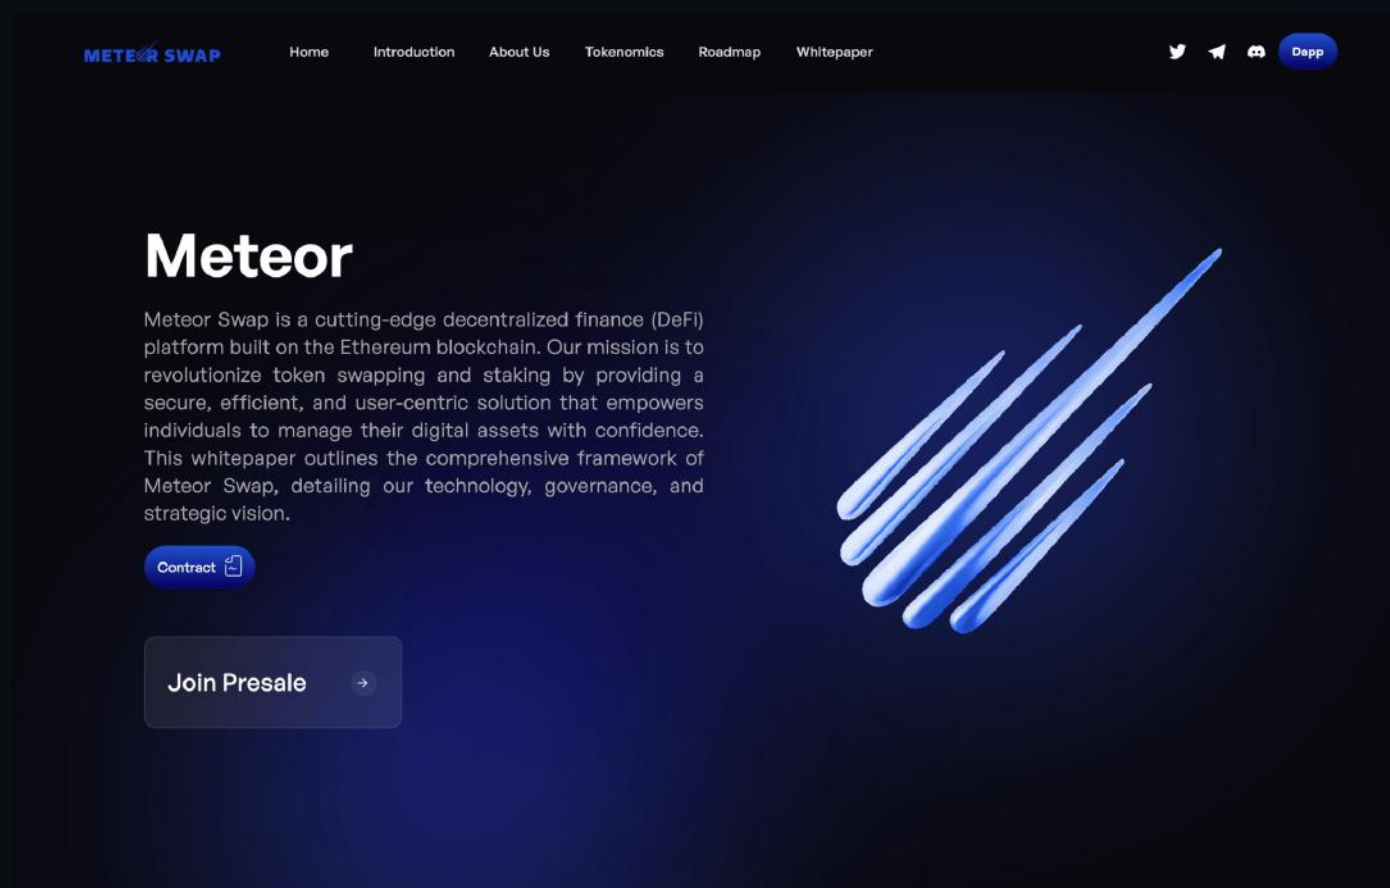 METEOR SWAP
Home Introduction About Us Tokenomics Roadmap Whitepaper
Dapp
Meteor
Meteor Swap is a cutting-edge decentralized finance (DeFi)
platform built on the Ethereum blockchain. Our mission is to
revolutionize token swapping and staking by providing a
secure, efficient, and user-centric solution that empowers
individuals to manage their digital assets with confidence.
This whitepaper outlines the comprehensive framework of
Meteor Swap, detailing our technology, governance, and
strategic vision.
Contract
Join Presale